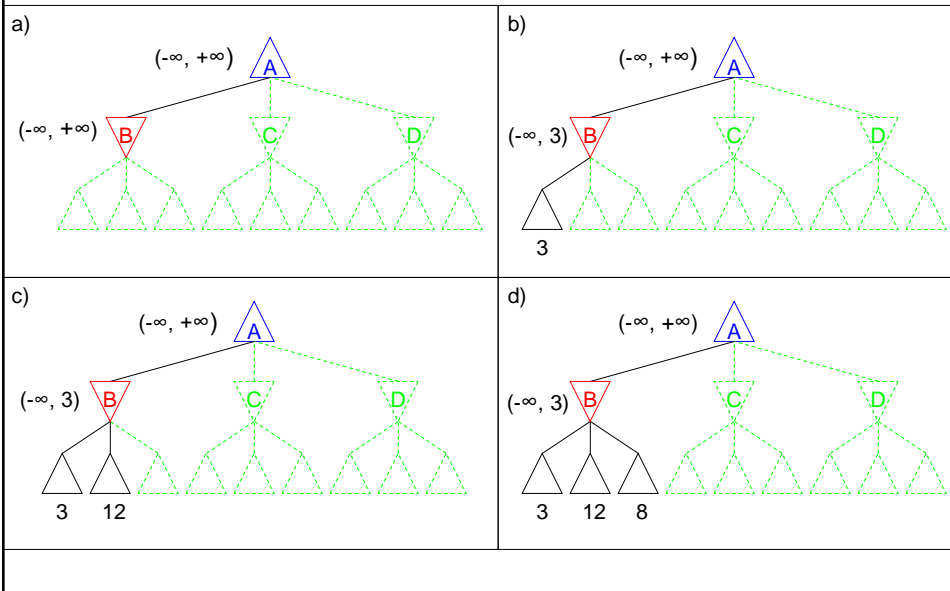 a)
(-∞, +∞)
A
(-∞, +∞)
B
C
D
b)
(-∞, +∞)
A
(-∞, 3)
B
C
D
3
c)
(-∞, +∞)
A
(-∞, 3)
B
C
D
3 12
d)
(-∞, +∞)
A
(-∞, 3)
B
C
D
3 12 8